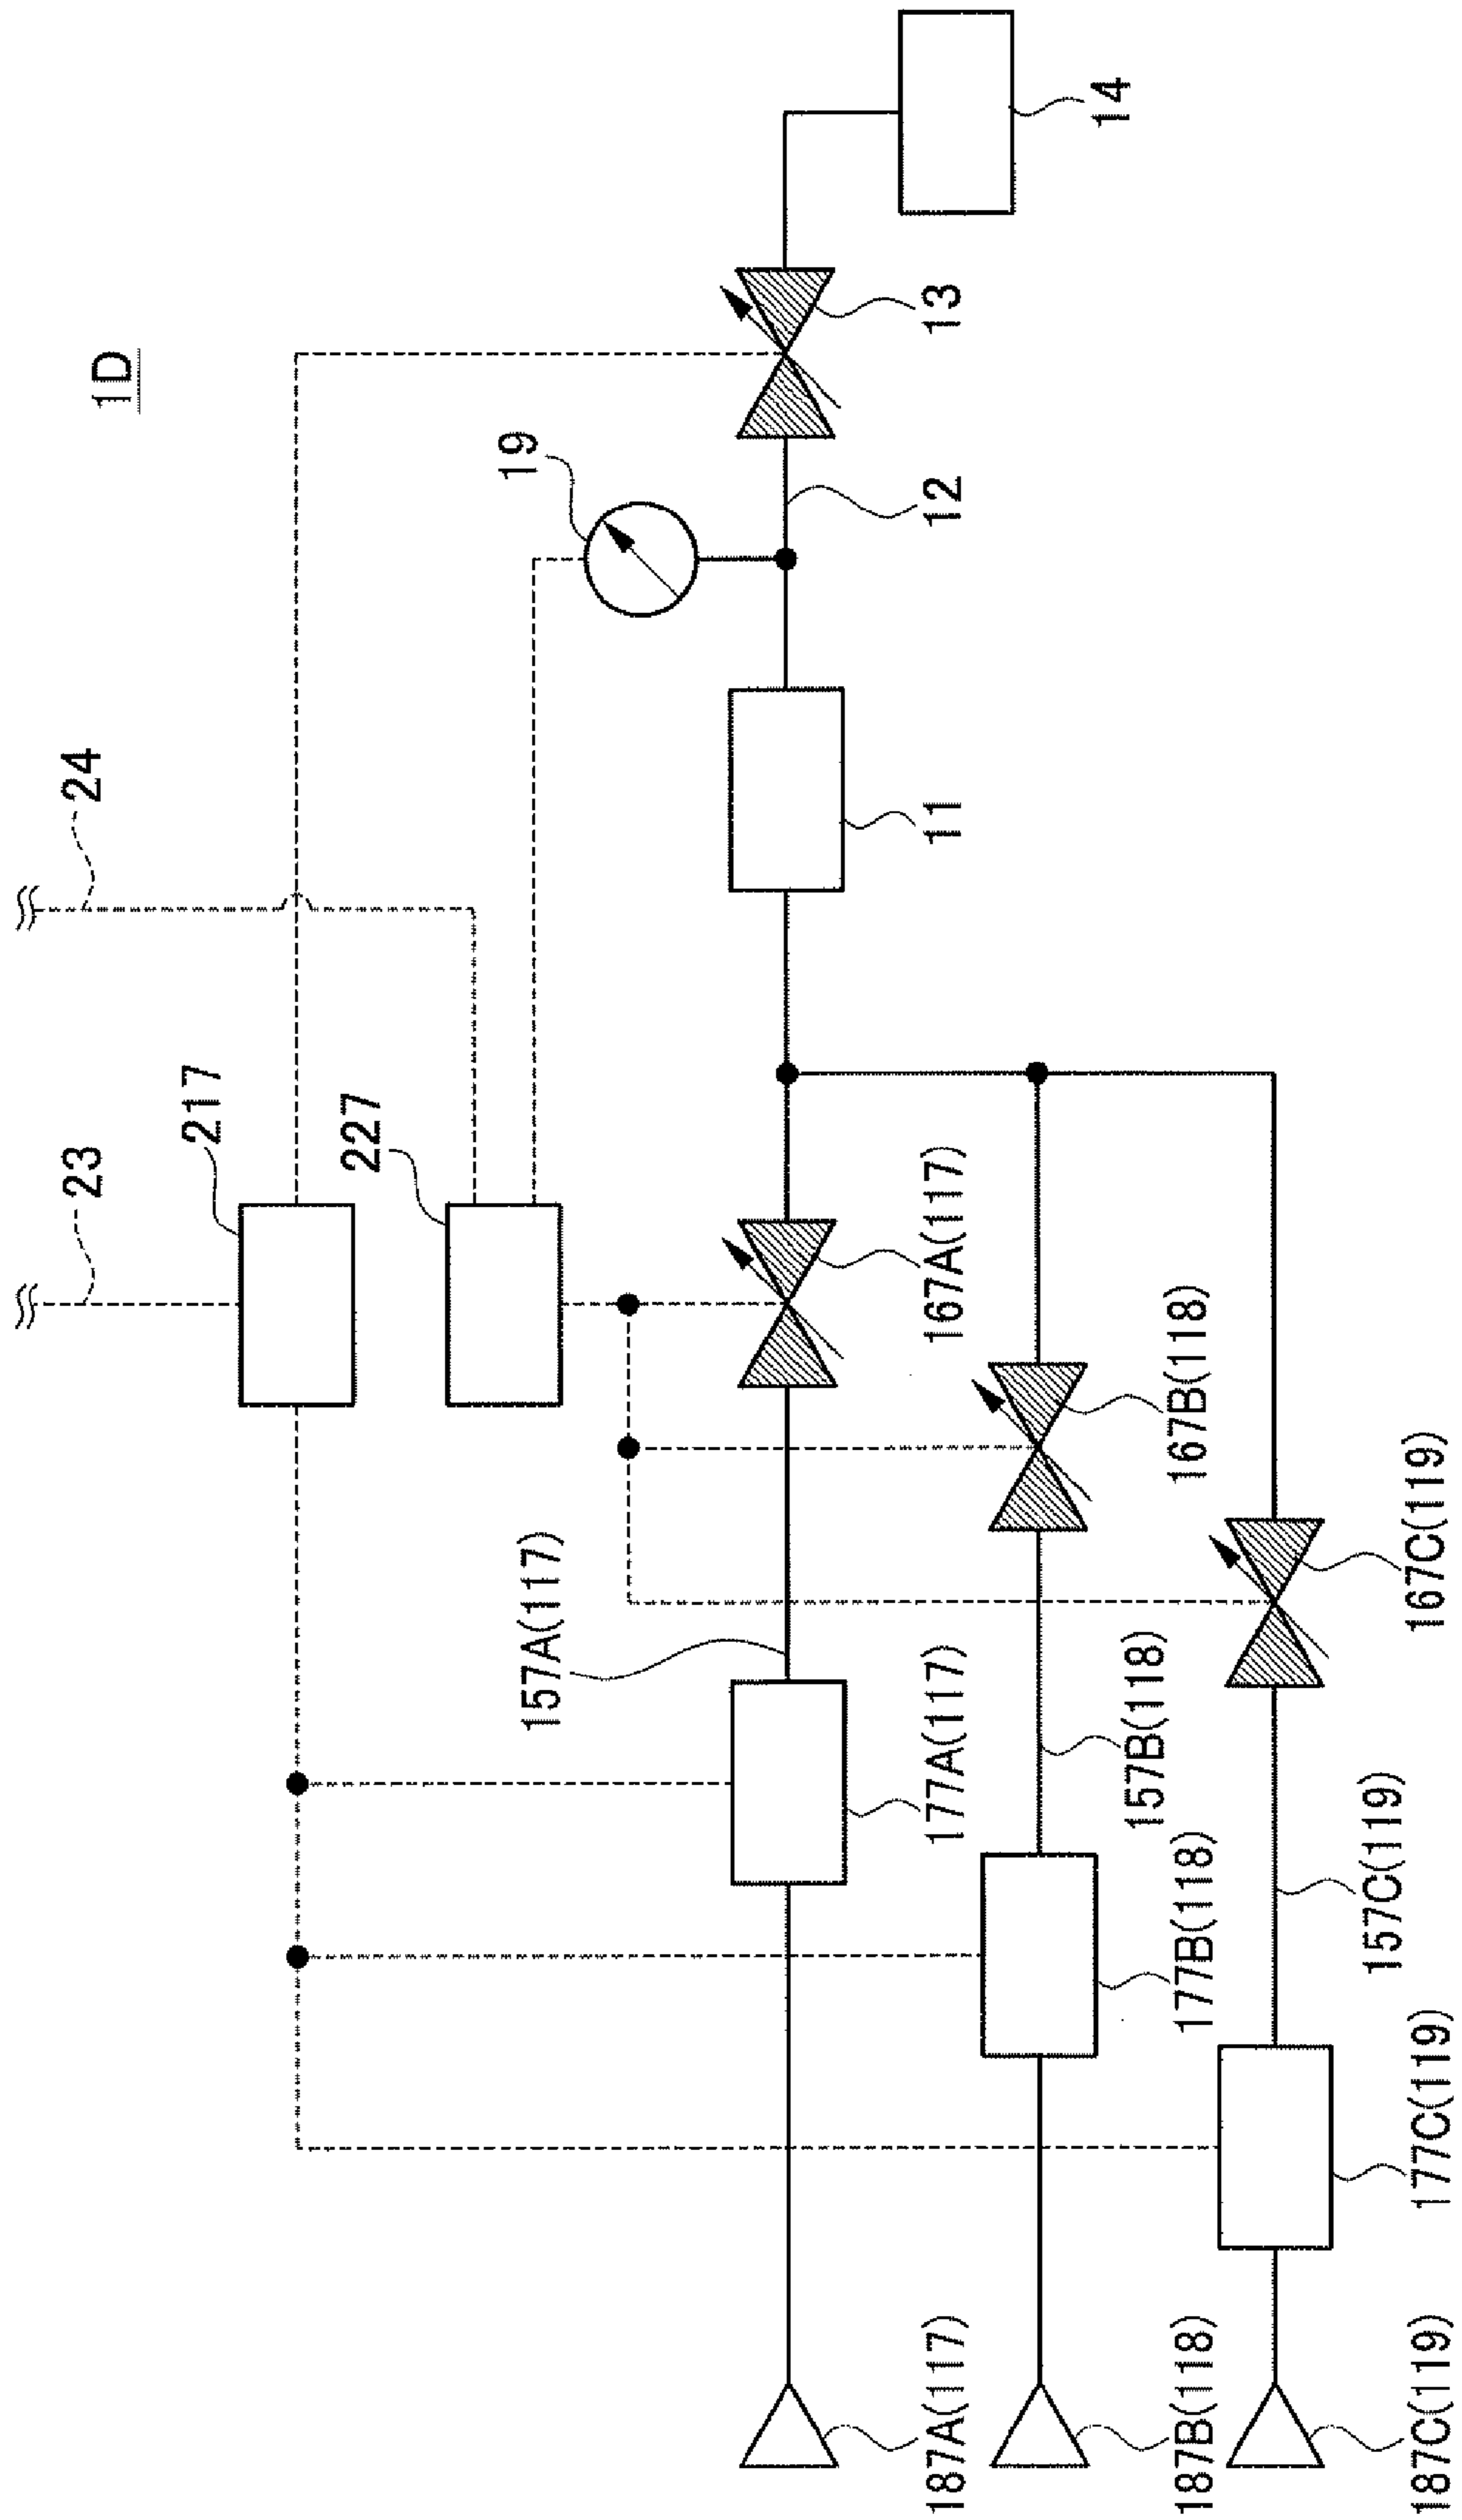 1D
23
24
217
227
19
14
13
12
11
167A(117)
167B(118)
167C(119)
157A(117)
157B(118)
157C(119)
177A(117)
177B(118)
177C(119)
187A(117)
187B(118)
187C(119)